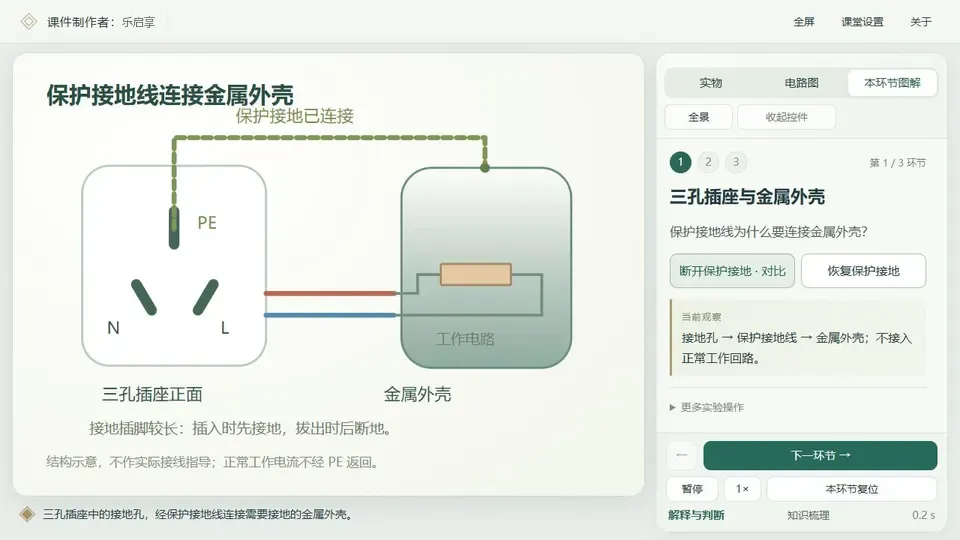 课件制作者：乐启享
全屏 课堂设置 关于
保护接地线连接金属外壳
保护接地已连接
PE
N L
工作电路
三孔插座正面 金属外壳
接地插脚较长：插入时先接地，拔出时后断地。
结构示意，不作实际接线指导；正常工作电流不经 PE 返回。
三孔插座中的接地孔，经保护接地线连接需要接地的金属外壳。
实物 电路图 本环节图解
全景 收起控件
1 2 3 第 1 / 3 环节
三孔插座与金属外壳
保护接地线为什么要连接金属外壳？
断开保护接地 · 对比 恢复保护接地
当前观察
接地孔 → 保护接地线 → 金属外壳；不接入
正常工作回路。
▶ 更多实验操作
← 下一环节 →
暂停 1× 本环节复位
解释与判断 知识梳理 0.2 s